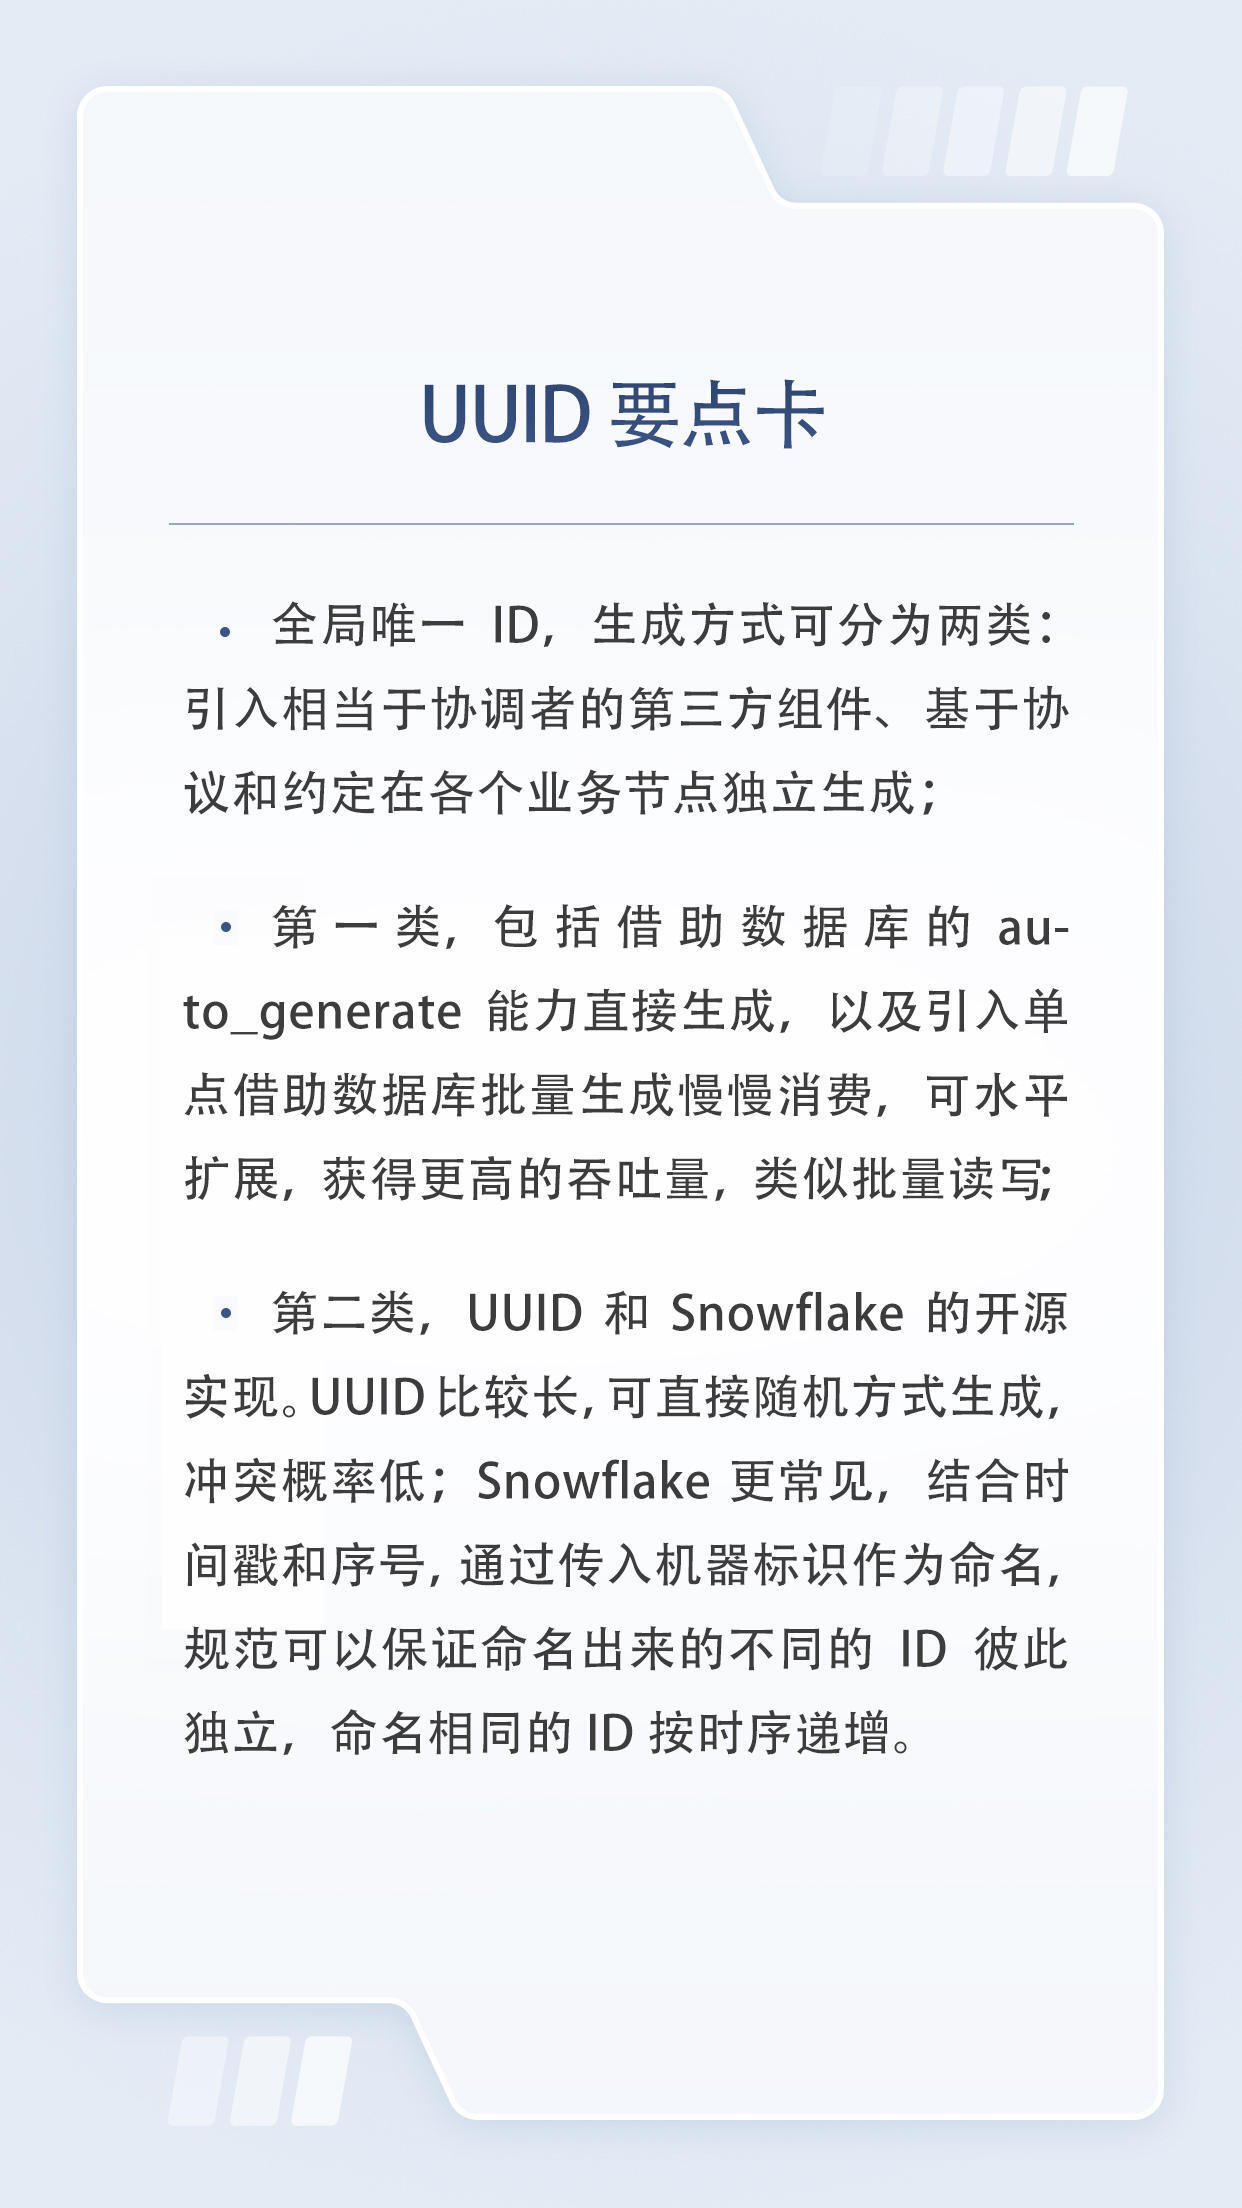 UUID 要点卡
• 全局唯一 ID，生成方式可分为两类：
引入相当于协调者的第三方组件、基于协
议和约定在各个业务节点独立生成；
• 第一类，包括借助数据库的 au-
to_generate 能力直接生成，以及引入单
点借助数据库批量生成慢慢消费，可水平
扩展，获得更高的吞吐量，类似批量读写；
• 第二类，UUID 和 Snowflake 的开源
实现。UUID 比较长，可直接随机方式生成，
冲突概率低；Snowflake 更常见，结合时
间戳和序号，通过传入机器标识作为命名，
规范可以保证命名出来的不同的 ID 彼此
独立，命名相同的 ID 按时序递增。